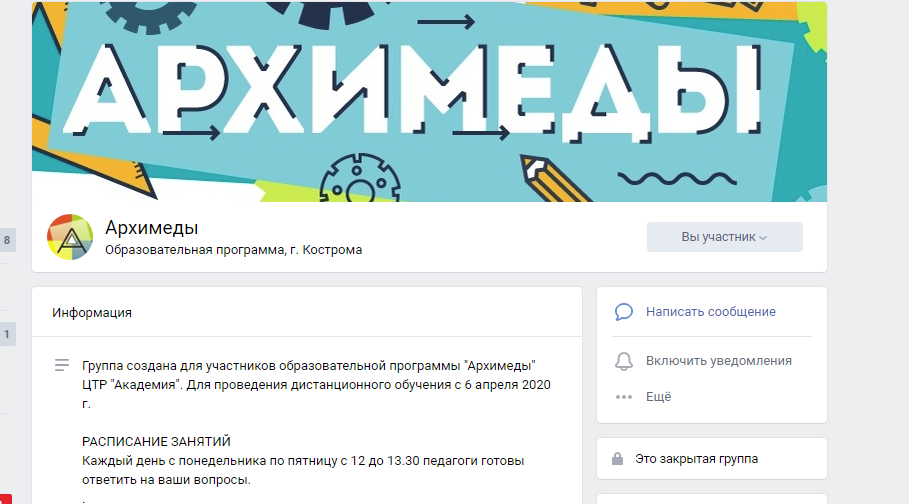 АРХИМЕДЫ
Архимеды
Образовательная программа, г. Кострома
Вы участник
8
Информация
Написать сообщение
1
Группа создана для участников образовательной программы "Архимеды"
ЦТР "Академия". Для проведения дистанционного обучения с 6 апреля 2020
г.
Включить уведомления
Ещё
РАСПИСАНИЕ ЗАНЯТИЙ
Каждый день с понедельника по пятницу с 12 до 13.30 педагоги готовы
ответить на ваши вопросы.
Это закрытая группа